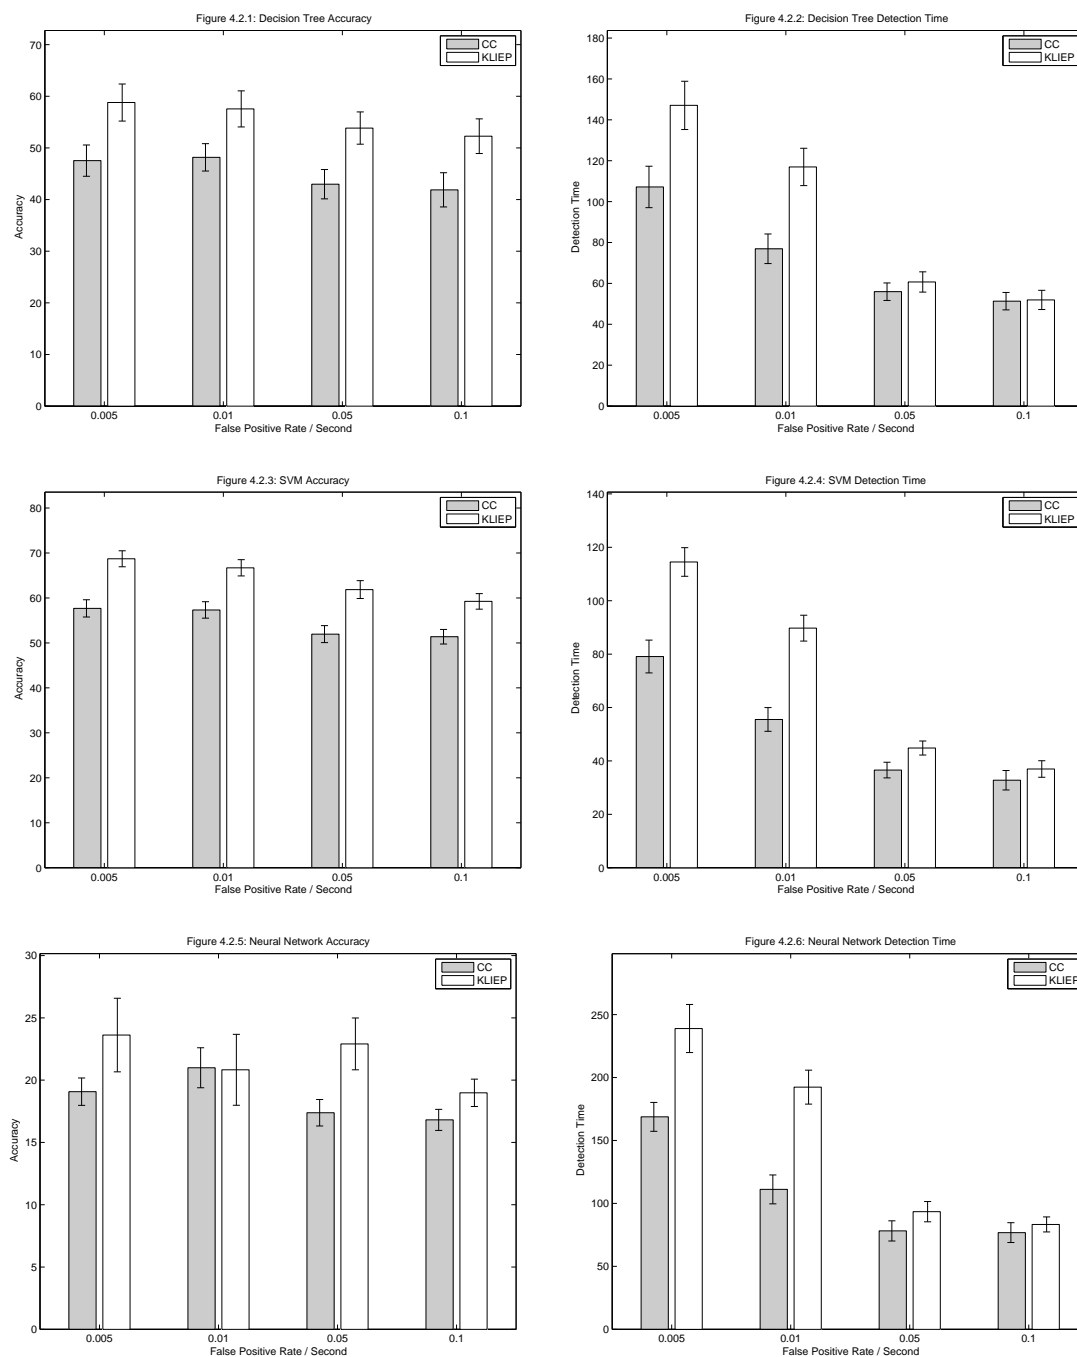 Figure 4.2.1: Decision Tree Accuracy
70
60
50
40
30
20
10
0
Accuracy
CC
KLIEP
0.005 0.01 0.05 0.1
False Positive Rate / Second
Figure 4.2.2: Decision Tree Detection Time
180
160
140
120
100
80
60
40
20
0
Detection Time
CC
KLIEP
0.005 0.01 0.05 0.1
False Positive Rate / Second
Figure 4.2.3: SVM Accuracy
80
70
60
50
40
30
20
10
0
Accuracy
CC
KLIEP
0.005 0.01 0.05 0.1
False Positive Rate / Second
Figure 4.2.4: SVM Detection Time
140
120
100
80
60
40
20
0
Detection Time
CC
KLIEP
0.005 0.01 0.05 0.1
False Positive Rate / Second
Figure 4.2.5: Neural Network Accuracy
30
25
20
15
10
5
0
Accuracy
CC
KLIEP
0.005 0.01 0.05 0.1
False Positive Rate / Second
Figure 4.2.6: Neural Network Detection Time
250
200
150
100
50
0
Detection Time
CC
KLIEP
0.005 0.01 0.05 0.1
False Positive Rate / Second